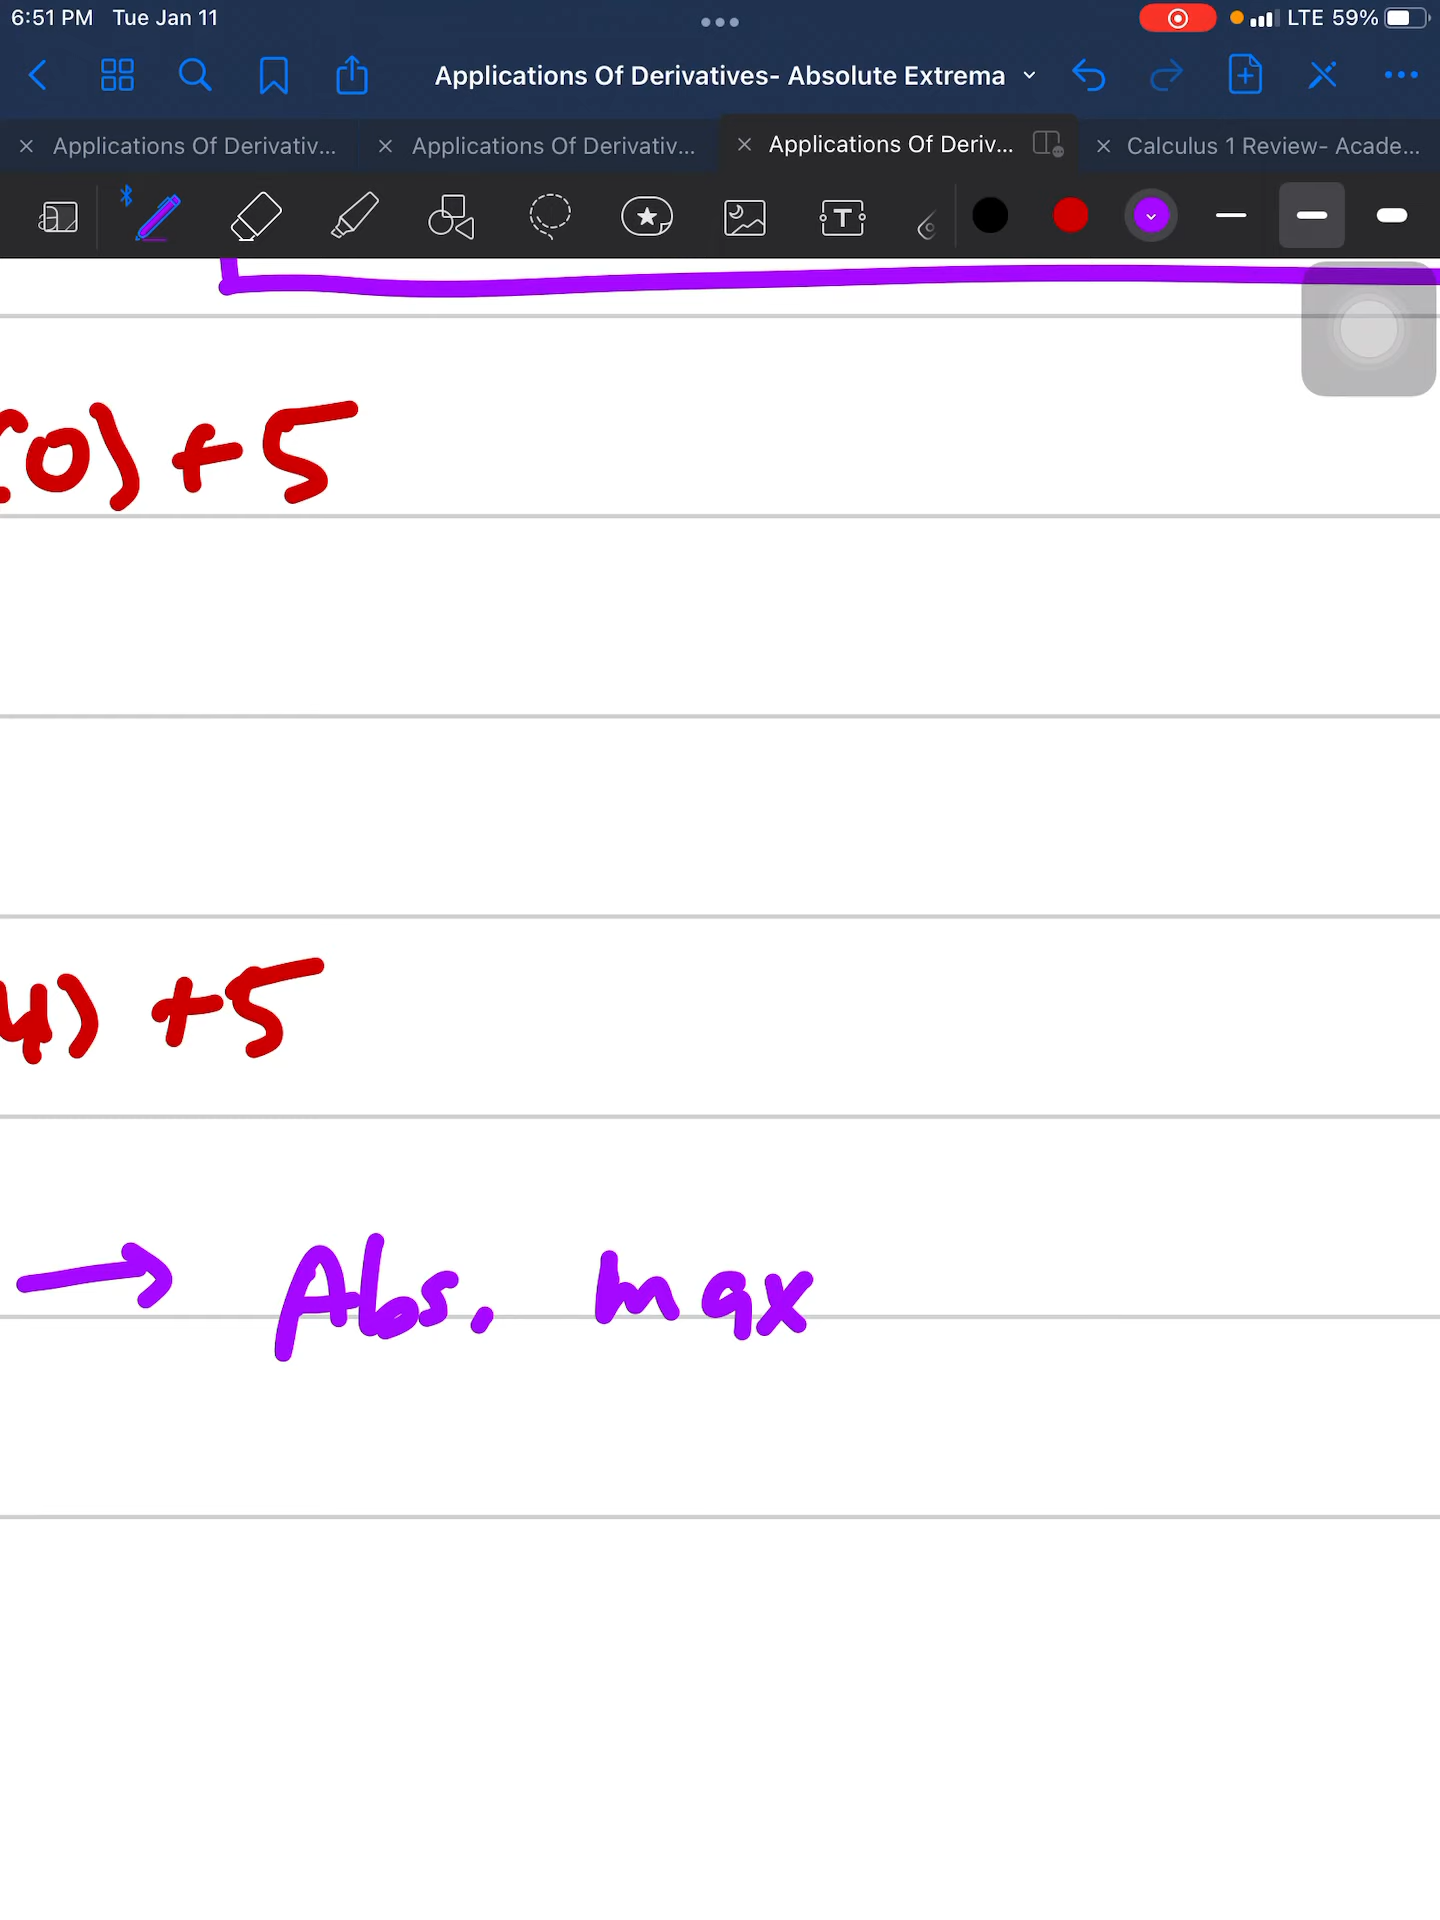 6:51 PM Tue Jan 11
LTE 59%
Applications Of Derivatives- Absolute Extrema
Applications Of Derivativ...
Applications Of Derivativ...
Applications Of Deriv...
Calculus 1 Review- Acade...
(0) + 5
4) + 5
→ Abs. max